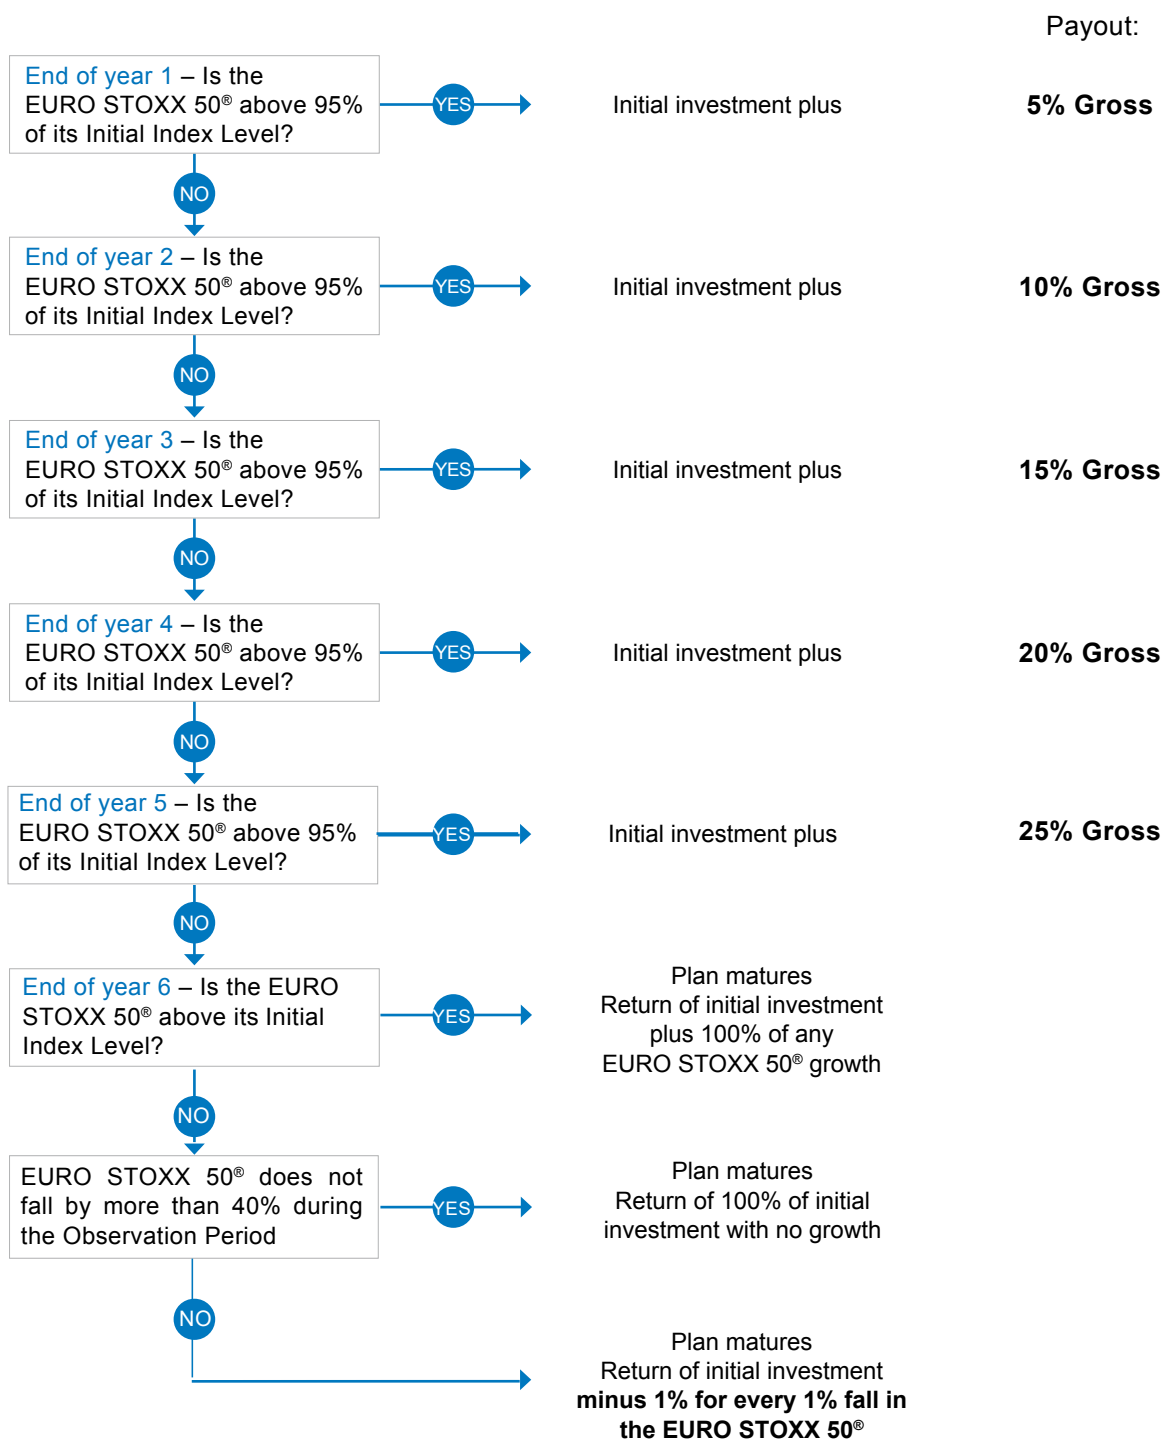 Payout:
End of year 1 – Is the
EURO STOXX 50® above 95%
of its Initial Index Level?
YES
Initial investment plus
5% Gross
NO
End of year 2 – Is the
EURO STOXX 50® above 95%
of its Initial Index Level?
YES
Initial investment plus
10% Gross
NO
End of year 3 – Is the
EURO STOXX 50® above 95%
of its Initial Index Level?
YES
Initial investment plus
15% Gross
NO
End of year 4 – Is the
EURO STOXX 50® above 95%
of its Initial Index Level?
YES
Initial investment plus
20% Gross
NO
End of year 5 – Is the
EURO STOXX 50® above 95%
of its Initial Index Level?
YES
Initial investment plus
25% Gross
NO
End of year 6 – Is the EURO
STOXX 50® above its Initial
Index Level?
YES
Plan matures
Return of initial investment
plus 100% of any
EURO STOXX 50® growth
NO
EURO STOXX 50® does not
fall by more than 40% during
the Observation Period
YES
Plan matures
Return of 100% of initial
investment with no growth
NO
Plan matures
Return of initial investment
minus 1% for every 1% fall in
the EURO STOXX 50®